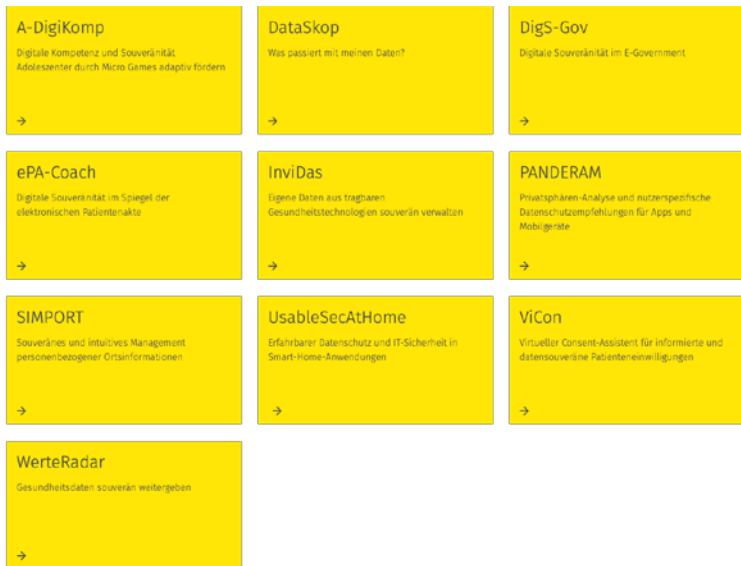 A-DigiKomp
Digitale Kompetenz und Souveränität
Adoleszenter durch Micro Games adaptiv fördern
→
DataSkop
Was passiert mit meinen Daten?
→
DigS-Gov
Digitale Souveränität im E-Government
→
ePA-Coach
Digitale Souveränität im Spiegel der
elektronischen Patientenakte
→
InviDas
Eigene Daten aus tragbaren
Gesundheitstechnologien souverän verwalten
→
PANDERAM
Privatsphären-Analyse und nutzerspezifische
Datenschutzempfehlungen für Apps und
Mobilgeräte
→
SIMPORT
Souveränes und intuitives Management
personenbezogener Ortsinformationen
→
UsableSecAtHome
Erfahrbarer Datenschutz und IT-Sicherheit in
Smart-Home-Anwendungen
→
ViCon
Virtueller Consent-Assistent für informierte und
datensouveräne Patienteneinwilligungen
→
WerteRadar
Gesundheitsdaten souverän weitergeben
→